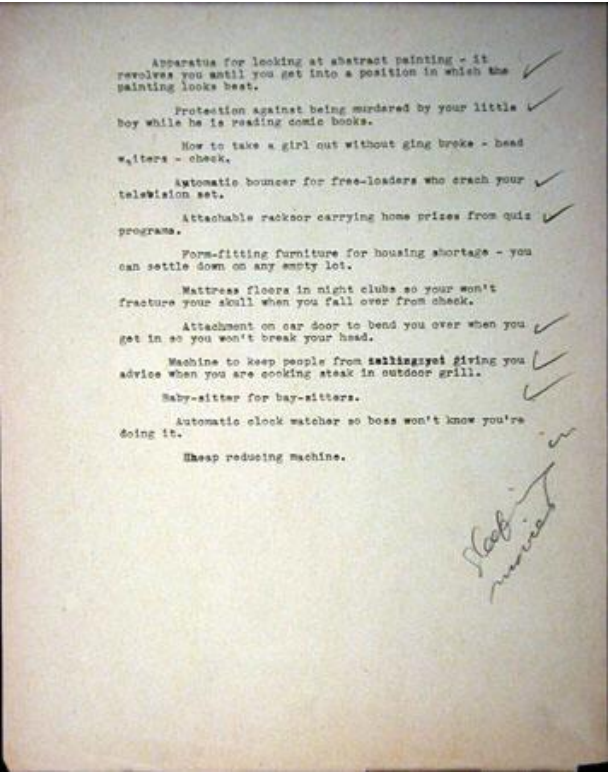 Apparatus for looking at abstract painting - it
revolves you until you get into a position in which the
painting looks best.
Protection against being murdared by your little
boy while he is reading comic books.
How to take a girl out without ging broke - head
waiters - check.
Automatic bouncer for free-loaders who crach your
television set.
Attachable racksor carrying home prizes from quiz
programs.
Form-fitting furniture for housing shortage - you
can settle down on any empty lot.
Mattress floors in night clubs so your won't
fracture your skull when you fall over from check.
Attachment on car door to bend you over when you
get in so you won't break your head.
Machine to keep people from tellingzyou giving you
advice when you are cooking steak in outdoor grill.
Baby-sitter for bay-sitters.
Automatic clock watcher so boss won't know you're
doing it.
Cheap reducing machine.
in
movies